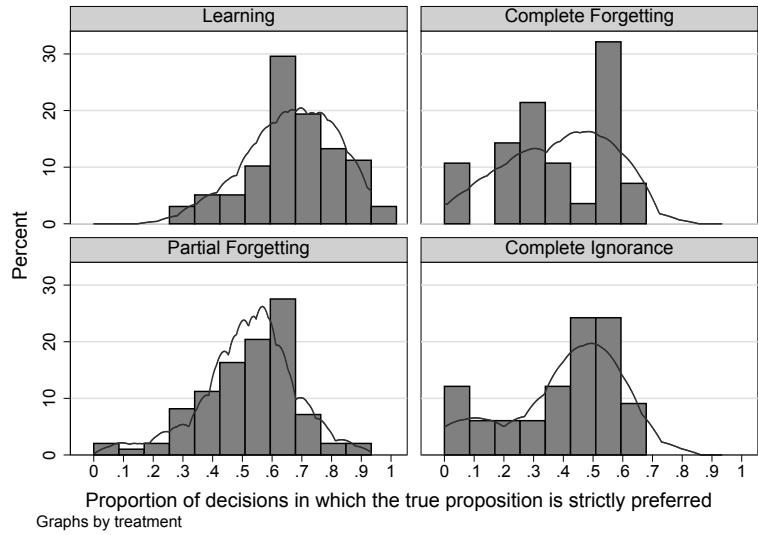 Learning
Complete Forgetting
0 10 20 30
Partial Forgetting
Complete Ignorance
0 10 20 30
0 .1 .2 .3 .4 .5 .6 .7 .8 .9 1
0 .1 .2 .3 .4 .5 .6 .7 .8 .9 1
Percent
Proportion of decisions in which the true proposition is strictly preferred
Graphs by treatment